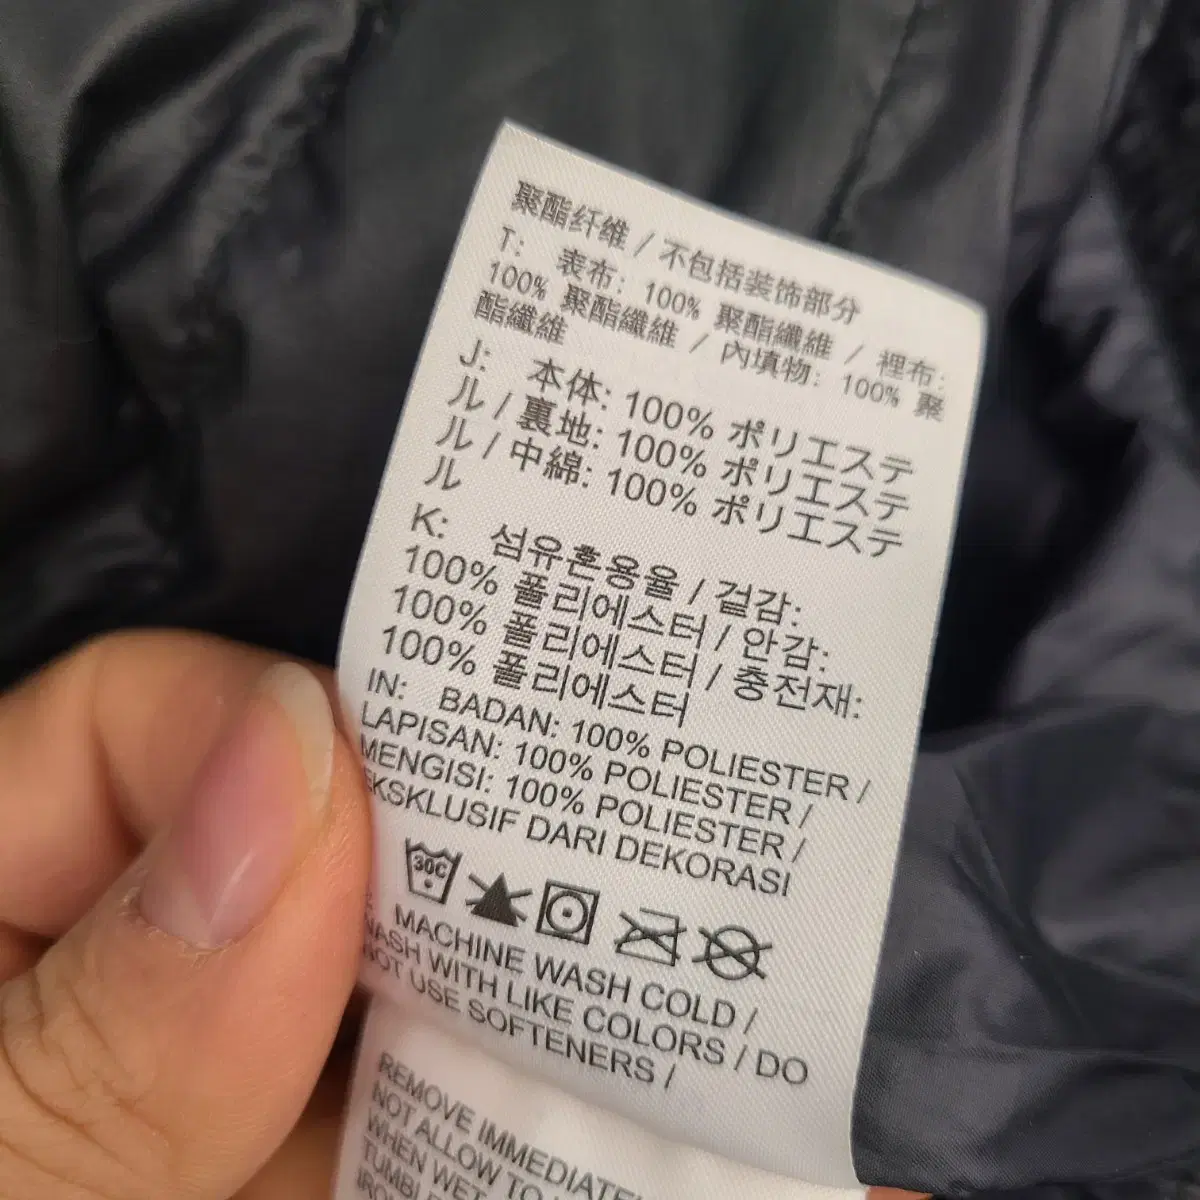 聚酯纤维 / 不包括装饰部分
T: 表布: 100% 聚酯纖維 / 裡布:
100% 聚酯纖維 / 內填物: 100% 聚
酯纖維
J: 本体: 100% ポリエステ
ル / 裏地: 100% ポリエステ
ル / 中綿: 100% ポリエステ
ル
K: 섬유혼용율 / 겉감:
100% 폴리에스터 / 안감:
100% 폴리에스터 / 충전재:
100% 폴리에스터
IN: BADAN: 100% POLIESTER /
LAPISAN: 100% POLIESTER /
MENGISI: 100% POLIESTER /
EKSKLUSIF DARI DEKORASI
30C
MACHINE WASH COLD /
WASH WITH LIKE COLORS / DO
NOT USE SOFTENERS /
REMOVE IMMEDIATE
NOT ALLOW TO
WHEN WET